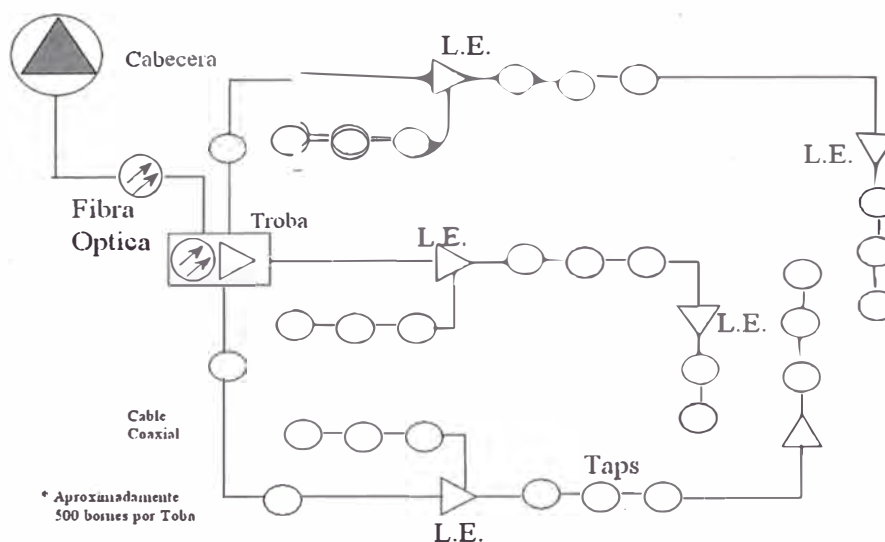 L.E.
Cabecera
L.E.
Fibra
Optica
Troba
L.E.
L.E.
Cable
Coaxial
Taps
* Aproximadamente
500 bornes por Toba
L.E.